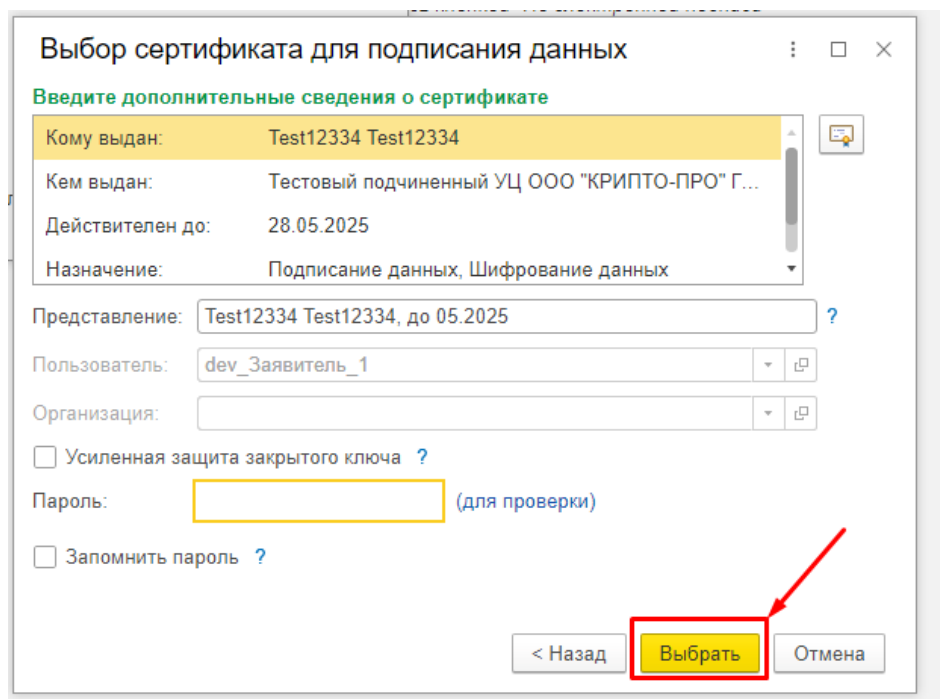 Выбор сертификата для подписания данных
Введите дополнительные сведения о сертификате
Кому выдан: Test12334 Test12334
Кем выдан: Тестовый подчиненный УЦ ООО "КРИПТО-ПРО" Г...
Действителен до: 28.05.2025
Назначение: Подписание данных, Шифрование данных
Представление: Test12334 Test12334, до 05.2025 ?
Пользователь: dev_Заявитель_1
Организация:
Усиленная защита закрытого ключа ?
Пароль: (для проверки)
Запомнить пароль ?
< Назад Выбрать Отмена